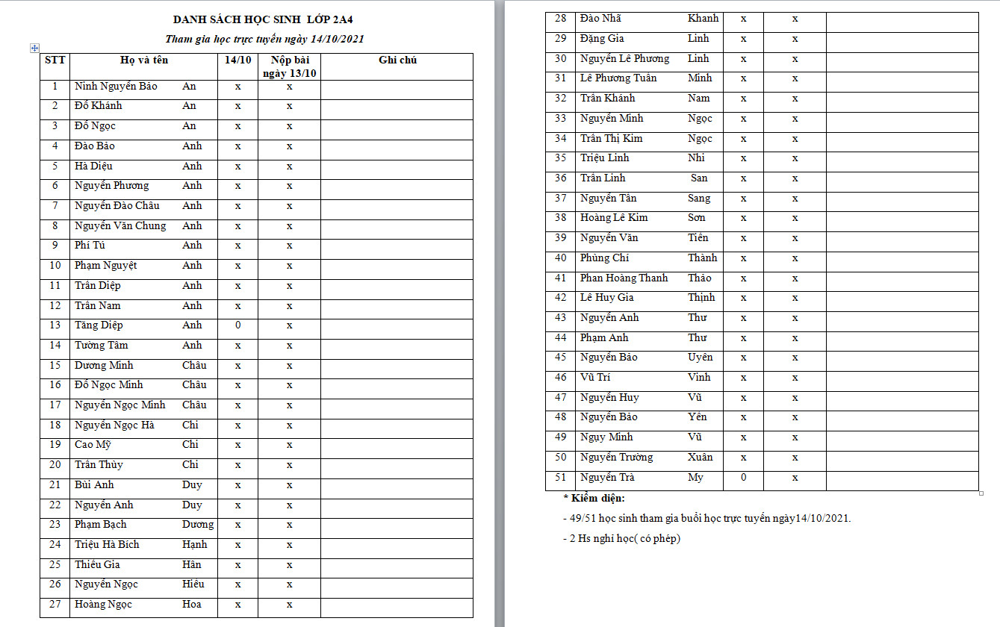 DANH SÁCH HỌC SINH LỚP 2A4
Tham gia học trực tuyến ngày 14/10/2021
STT Họ và tên 14/10 Nộp bài ngày 13/10 Ghi chú
1 Ninh Nguyễn Bảo An x x
2 Đỗ Khánh An x x
3 Đỗ Ngọc An x x
4 Đào Bảo Anh x x
5 Hà Diệu Anh x x
6 Nguyễn Phương Anh x x
7 Nguyễn Đào Châu Anh x x
8 Nguyễn Văn Chung Anh x x
9 Phí Tú Anh x x
10 Phạm Nguyệt Anh x x
11 Trần Diệp Anh x x
12 Trần Nam Anh x x
13 Tăng Diệp Anh 0 x
14 Tường Tâm Anh x x
15 Dương Minh Châu x x
16 Đỗ Ngọc Minh Châu x x
17 Nguyễn Ngọc Minh Châu x x
18 Nguyễn Ngọc Hà Chi x x
19 Cao Mỹ Chi x x
20 Trần Thùy Chi x x
21 Bùi Anh Duy x x
22 Nguyễn Anh Duy x x
23 Phạm Bạch Dương x x
24 Triệu Hà Bích Hạnh x x
25 Thiều Gia Hân x x
26 Nguyễn Ngọc Hiếu x x
27 Hoàng Ngọc Hoa x x
28 Đào Nhã Khanh x x
29 Đặng Gia Linh x x
30 Nguyễn Lê Phương Linh x x
31 Lê Phương Tuấn Minh x x
32 Trần Khánh Nam x x
33 Nguyễn Minh Ngọc x x
34 Trần Thị Kim Ngọc x x
35 Triệu Linh Nhi x x
36 Trần Linh San x x
37 Nguyễn Tấn Sang x x
38 Hoàng Lê Kim Sơn x x
39 Nguyễn Văn Tiến x x
40 Phùng Chí Thành x x
41 Phan Hoàng Thanh Thảo x x
42 Lê Huy Gia Thịnh x x
43 Nguyễn Anh Thư x x
44 Phạm Anh Thư x x
45 Nguyễn Bảo Uyên x x
46 Vũ Trí Vinh x x
47 Nguyễn Huy Vũ x x
48 Nguyễn Bảo Yến x x
49 Ngụy Minh Vũ x x
50 Nguyễn Trường Xuân x x
51 Nguyễn Trà My 0 x
* Kiểm diện:
- 49/51 học sinh tham gia buổi học trực tuyến ngày14/10/2021.
- 2 Hs nghỉ học( có phép)